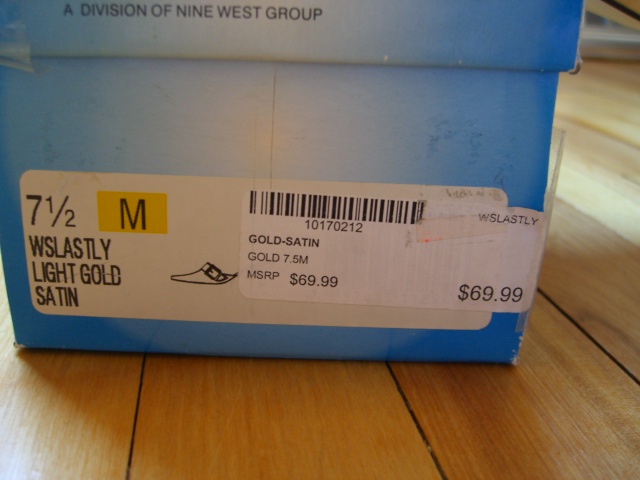 A DIVISION OF NINE WEST GROUP
7½ M
WSLASTLY
LIGHT GOLD
SATIN
10170212
WSLASTLY
GOLD-SATIN
GOLD 7.5M
MSRP $69.99
$69.99